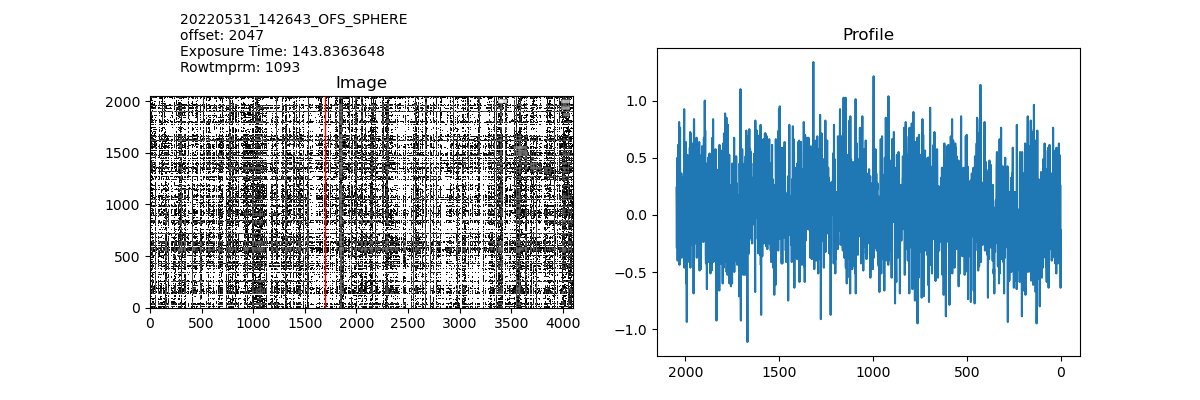 20220531_142643_OFS_SPHERE
offset: 2047
Exposure Time: 143.8363648
Rowtmprm: 1093
Image
2000
1500
1000
500
0
0 500 1000 1500 2000 2500 3000 3500 4000
Profile
1.0
0.5
0.0
−0.5
−1.0
2000 1500 1000 500 0